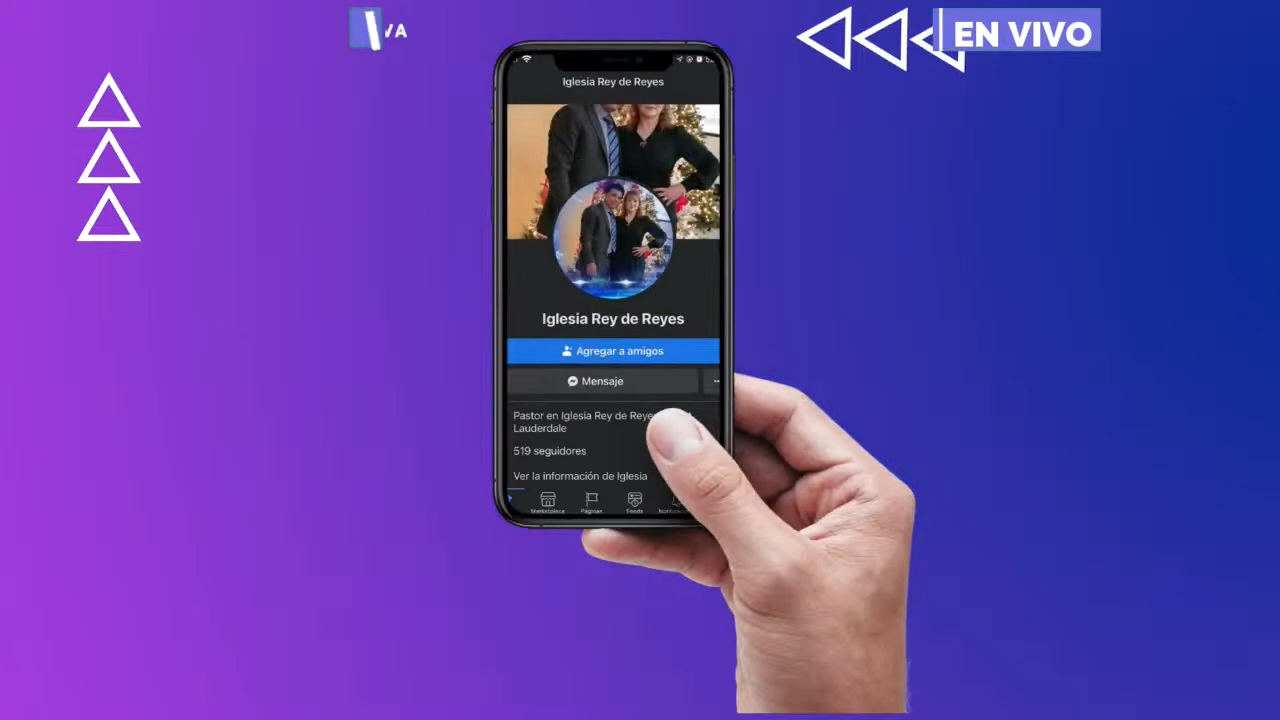 VA
EN VIVO
Iglesia Rey de Reyes
Iglesia Rey de Reyes
Agregar a amigos
Mensaje
Pastor en Iglesia Rey de Reyes
Lauderdale
519 seguidores
Ver la información de Iglesia
Marketplace Páginas Feeds